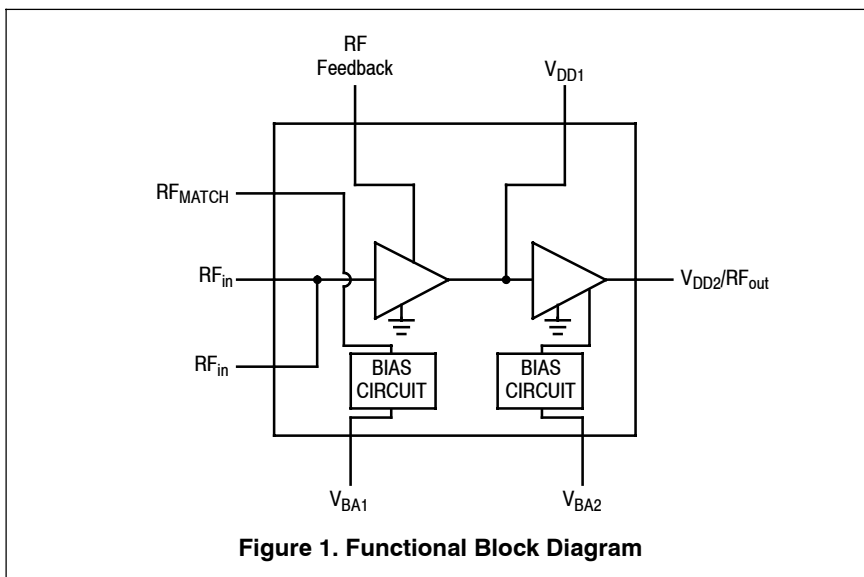 RF
Feedback
VDD1
RFMATCH
RFin
VDD2/RFout
RFin
BIAS
CIRCUIT
BIAS
CIRCUIT
VBA1
VBA2
Figure 1. Functional Block Diagram